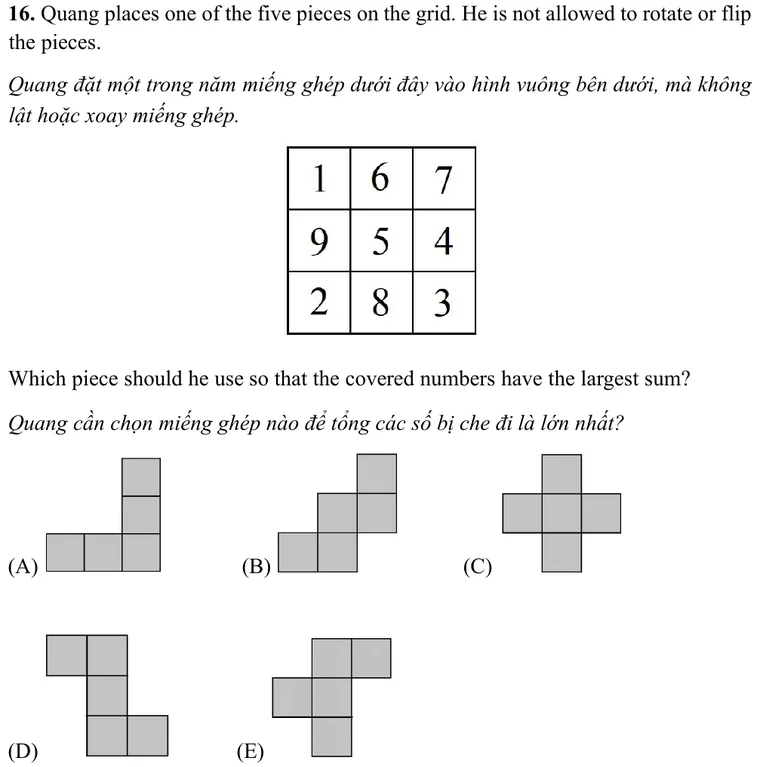 16. Quang places one of the five pieces on the grid. He is not allowed to rotate or flip
the pieces.
Quang đặt một trong năm miếng ghép dưới đây vào hình vuông bên dưới, mà không
lật hoặc xoay miếng ghép.
1 6 7
9 5 4
2 8 3
Which piece should he use so that the covered numbers have the largest sum?
Quang cần chọn miếng ghép nào để tổng các số bị che đi là lớn nhất?
(A) (B) (C)
(D) (E)